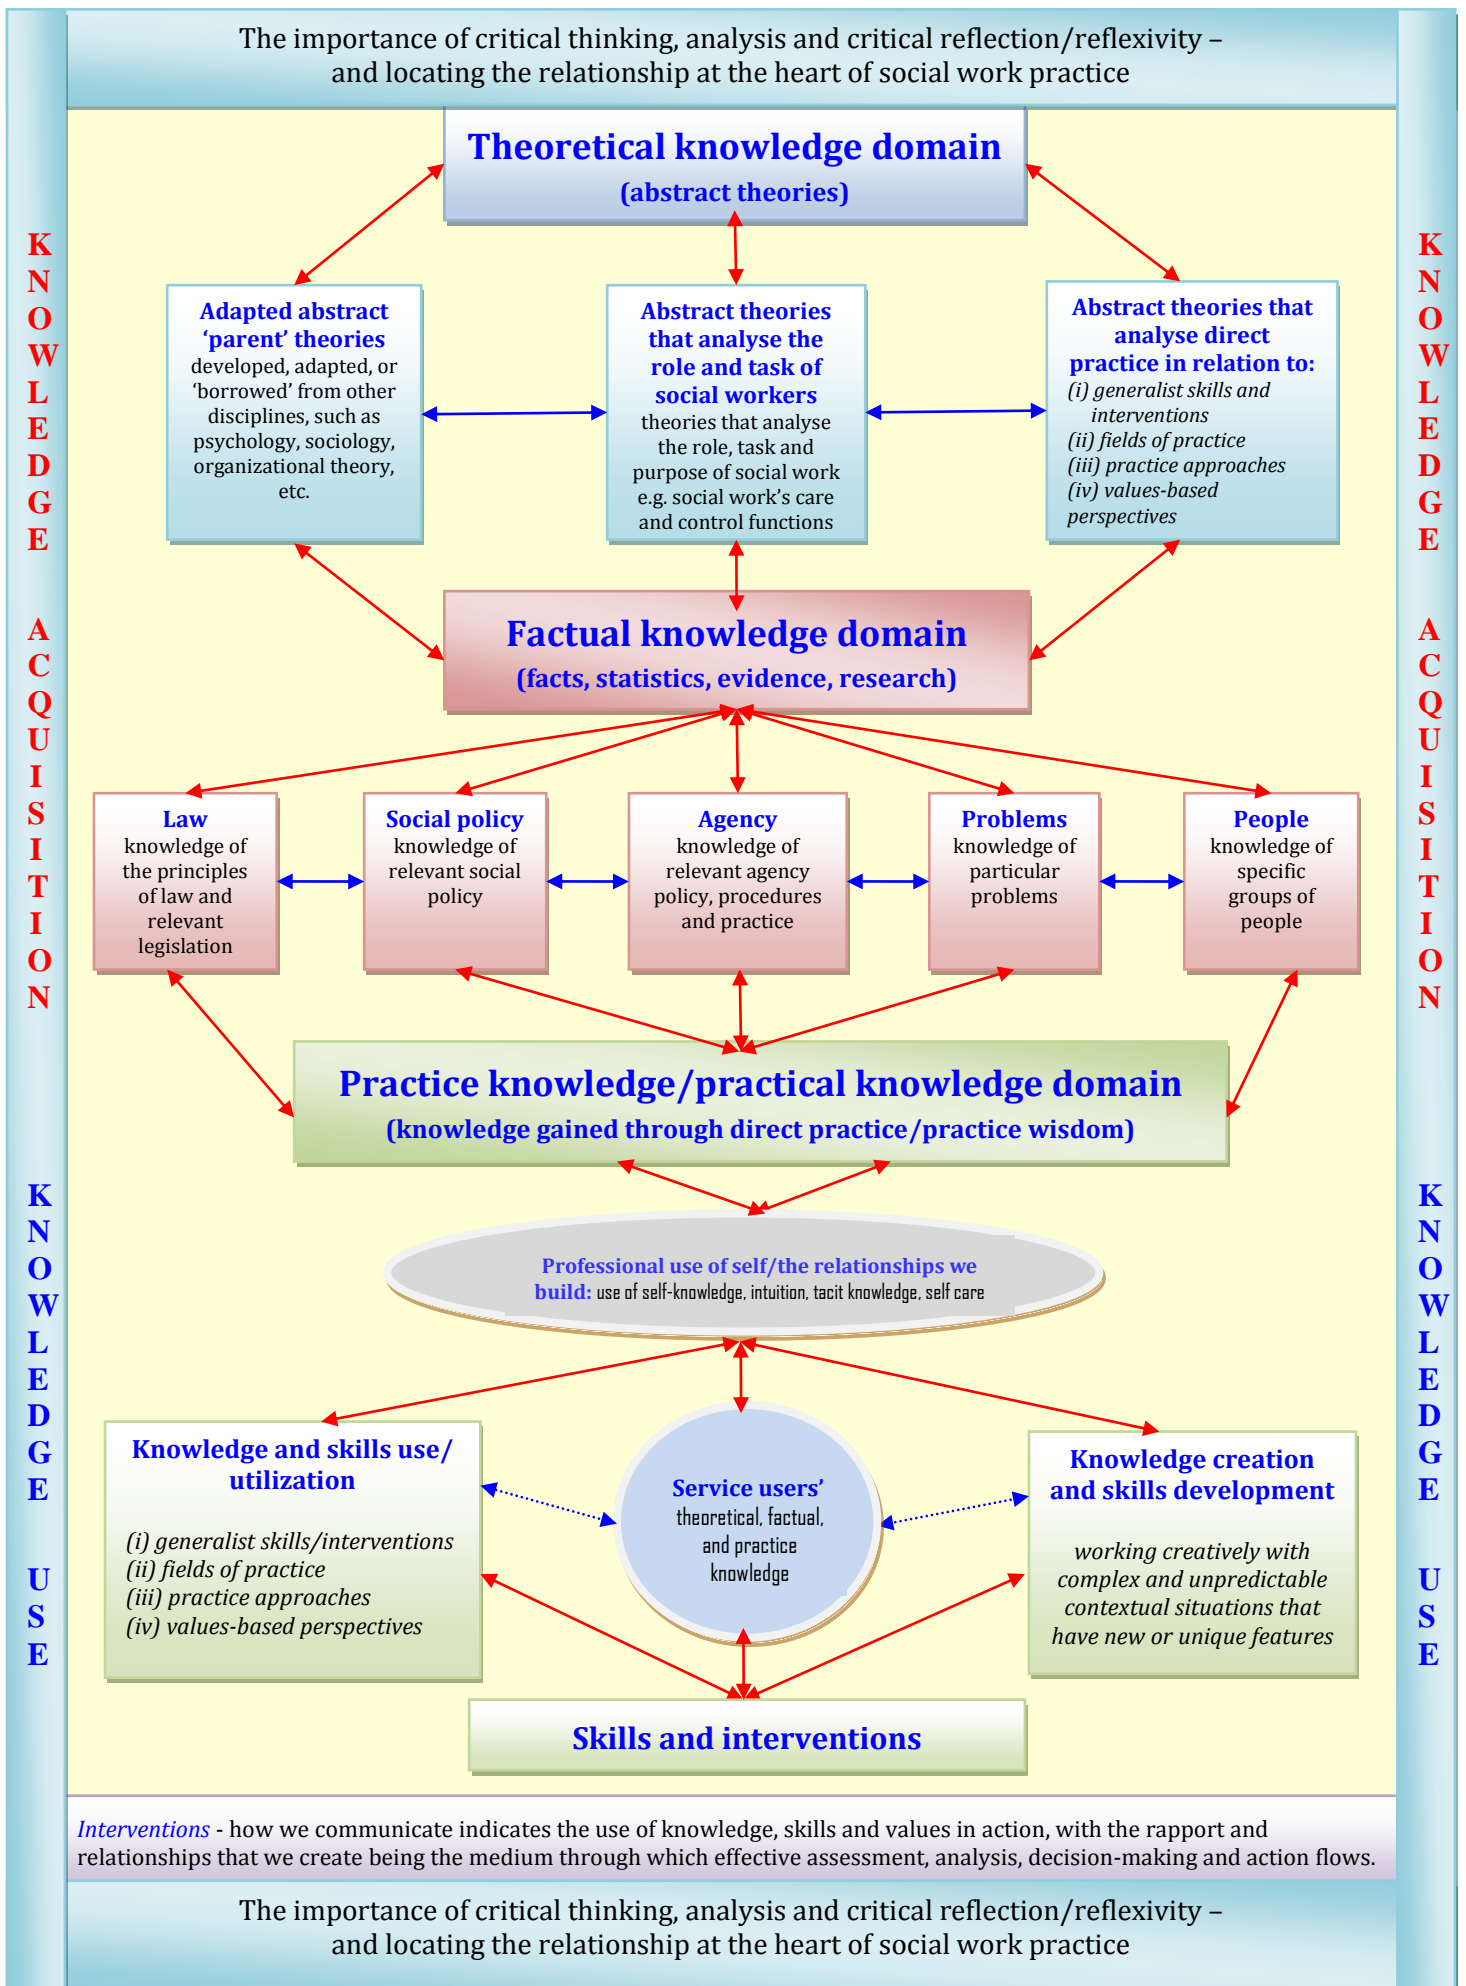 The importance of critical thinking, analysis and critical reflection/reflexivity –
and locating the relationship at the heart of social work practice
KNOWLEDGE ACQUISITION
KNOWLEDGE USE
Theoretical knowledge domain
(abstract theories)
Adapted abstract
‘parent’ theories
developed, adapted, or
‘borrowed’ from other
disciplines, such as
psychology, sociology,
organizational theory,
etc.
Abstract theories
that analyse the
role and task of
social workers
theories that analyse
the role, task and
purpose of social work
e.g. social work’s care
and control functions
Abstract theories that
analyse direct
practice in relation to:
(i) generalist skills and
interventions
(ii) fields of practice
(iii) practice approaches
(iv) values-based
perspectives
Factual knowledge domain
(facts, statistics, evidence, research)
Law
knowledge of
the principles
of law and
relevant
legislation
Social policy
knowledge of
relevant social
policy
Agency
knowledge of
relevant agency
policy, procedures
and practice
Problems
knowledge of
particular
problems
People
knowledge of
specific
groups of
people
Practice knowledge/practical knowledge domain
(knowledge gained through direct practice/practice wisdom)
Professional use of self/the relationships we
build: use of self-knowledge, intuition, tacit knowledge, self care
Knowledge and skills use/
utilization
(i) generalist skills/interventions
(ii) fields of practice
(iii) practice approaches
(iv) values-based perspectives
Service users’
theoretical, factual,
and practice
knowledge
Knowledge creation
and skills development
working creatively with
complex and unpredictable
contextual situations that
have new or unique features
Skills and interventions
KNOWLEDGE ACQUISITION
KNOWLEDGE USE
Interventions - how we communicate indicates the use of knowledge, skills and values in action, with the rapport and
relationships that we create being the medium through which effective assessment, analysis, decision-making and action flows.
The importance of critical thinking, analysis and critical reflection/reflexivity –
and locating the relationship at the heart of social work practice